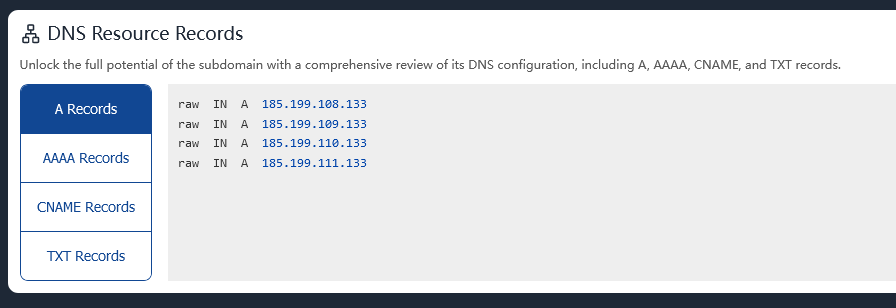 DNS Resource Records
Unlock the full potential of the subdomain with a comprehensive review of its DNS configuration, including A, AAAA, CNAME, and TXT records.
A Records
AAAA Records
CNAME Records
TXT Records
raw IN A 185.199.108.133
raw IN A 185.199.109.133
raw IN A 185.199.110.133
raw IN A 185.199.111.133